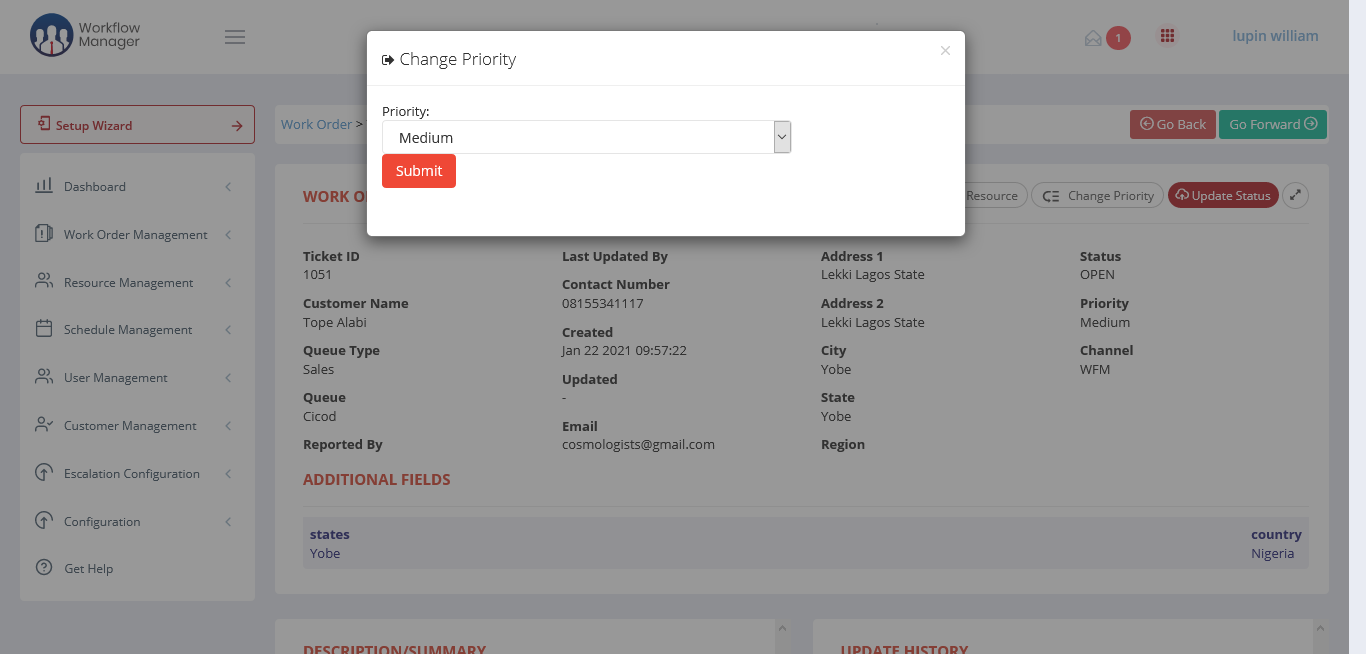 Workflow
Manager
1
lupin william
Change Priority
×
Priority:
Medium
Submit
Setup Wizard
Work Order >
Go Back
Go Forward
Dashboard
Work Order Management
Resource Management
Schedule Management
User Management
Customer Management
Escalation Configuration
Configuration
Get Help
WORK O
Resource
Change Priority
Update Status
Ticket ID
1051
Customer Name
Tope Alabi
Queue Type
Sales
Queue
Cicod
Reported By
Last Updated By
Contact Number
08155341117
Created
Jan 22 2021 09:57:22
Updated
-
Email
cosmologists@gmail.com
Address 1
Lekki Lagos State
Address 2
Lekki Lagos State
City
Yobe
State
Yobe
Region
Status
OPEN
Priority
Medium
Channel
WFM
ADDITIONAL FIELDS
states
Yobe
country
Nigeria
DESCRIPTION/SUMMARY
UPDATE HISTORY